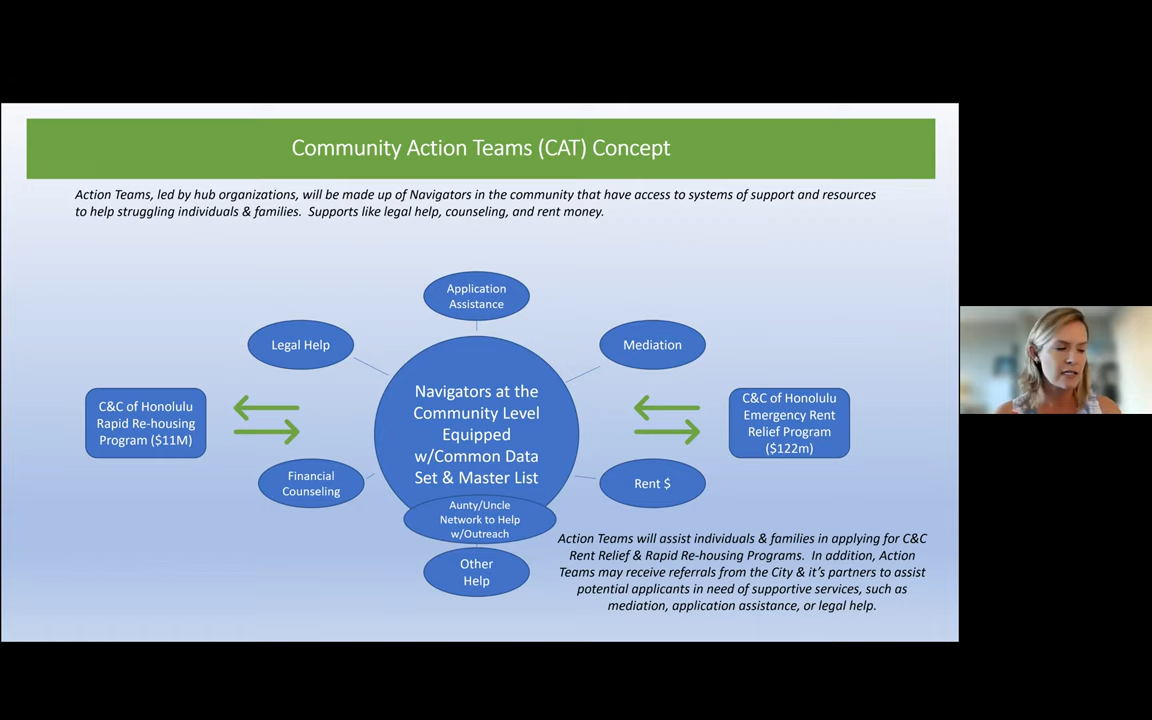 Community Action Teams (CAT) Concept
Action Teams, led by hub organizations, will be made up of Navigators in the community that have access to systems of support and resources
to help struggling individuals & families.  Supports like legal help, counseling, and rent money.
Application
Assistance
Legal Help
Mediation
C&C of Honolulu
Rapid Re-housing
Program ($11M)
Navigators at the
Community Level
Equipped
w/Common Data
Set & Master List
C&C of Honolulu
Emergency Rent
Relief Program
($122m)
Financial
Counseling
Rent $
Aunty/Uncle
Network to Help
w/Outreach
Other
Help
Action Teams will assist individuals & families in applying for C&C
Rent Relief & Rapid Re-housing Programs.  In addition, Action
Teams may receive referrals from the City & it's partners to assist
potential applicants in need of supportive services, such as
mediation, application assistance, or legal help.